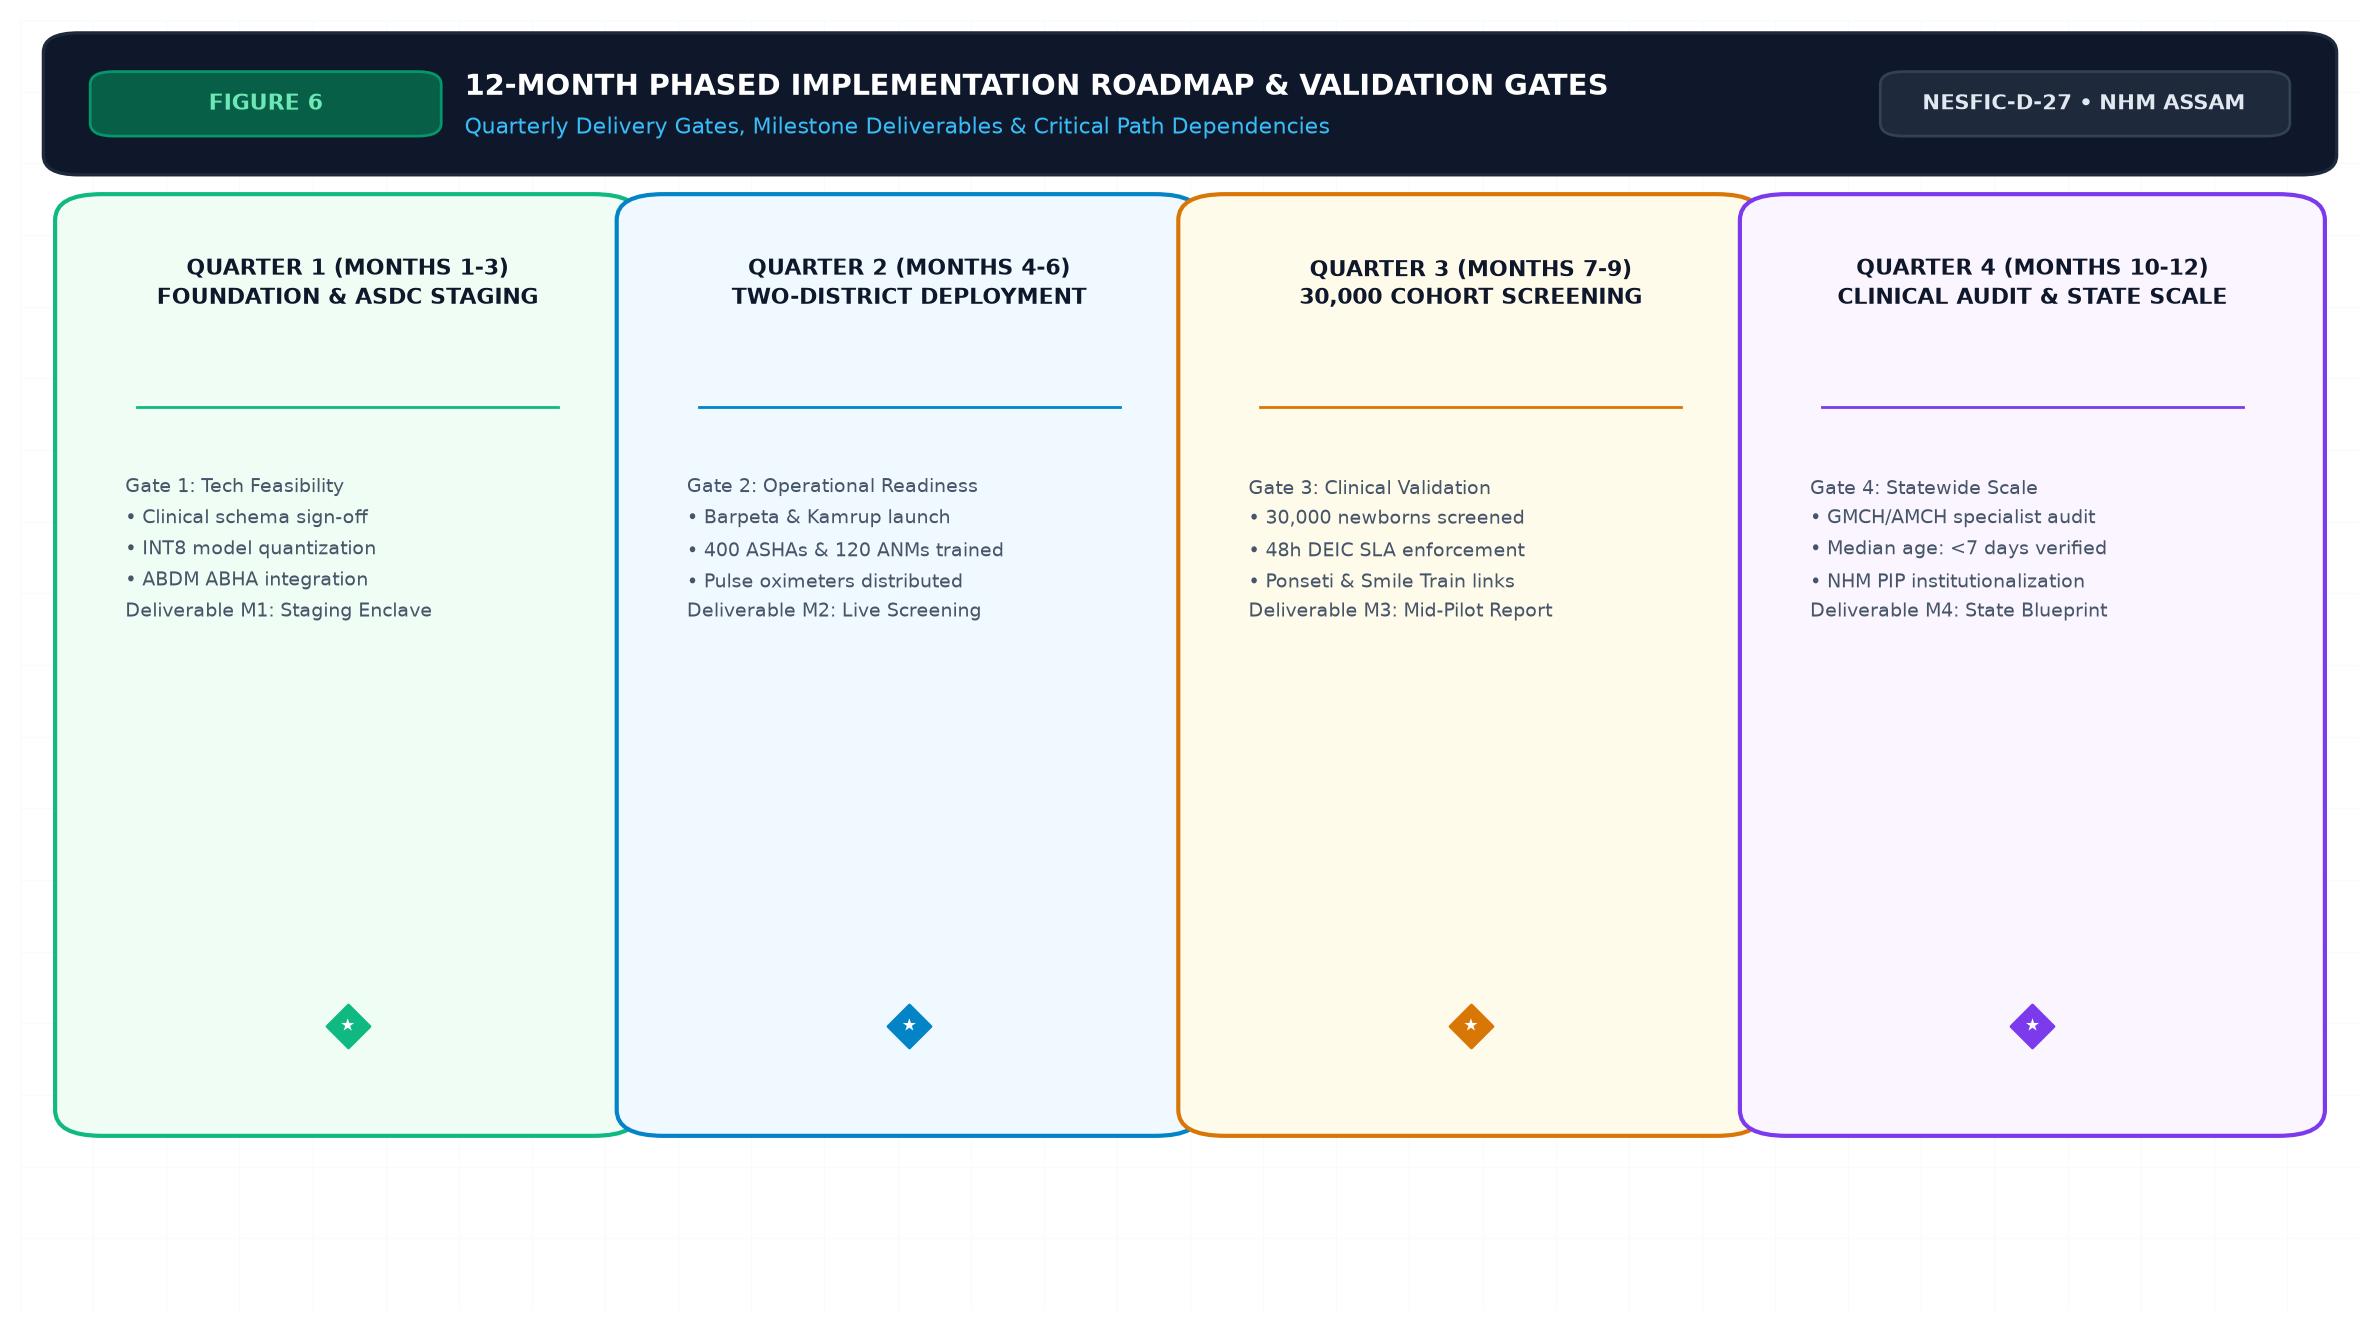 FIGURE 6
12-MONTH PHASED IMPLEMENTATION ROADMAP & VALIDATION GATES
Quarterly Delivery Gates, Milestone Deliverables & Critical Path Dependencies
NESFIC-D-27 • NHM ASSAM
QUARTER 1 (MONTHS 1-3)
FOUNDATION & ASDC STAGING
Gate 1: Tech Feasibility
• Clinical schema sign-off
• INT8 model quantization
• ABDM ABHA integration
Deliverable M1: Staging Enclave
QUARTER 2 (MONTHS 4-6)
TWO-DISTRICT DEPLOYMENT
Gate 2: Operational Readiness
• Barpeta & Kamrup launch
• 400 ASHAs & 120 ANMs trained
• Pulse oximeters distributed
Deliverable M2: Live Screening
QUARTER 3 (MONTHS 7-9)
30,000 COHORT SCREENING
Gate 3: Clinical Validation
• 30,000 newborns screened
• 48h DEIC SLA enforcement
• Ponseti & Smile Train links
Deliverable M3: Mid-Pilot Report
QUARTER 4 (MONTHS 10-12)
CLINICAL AUDIT & STATE SCALE
Gate 4: Statewide Scale
• GMCH/AMCH specialist audit
• Median age: <7 days verified
• NHM PIP institutionalization
Deliverable M4: State Blueprint